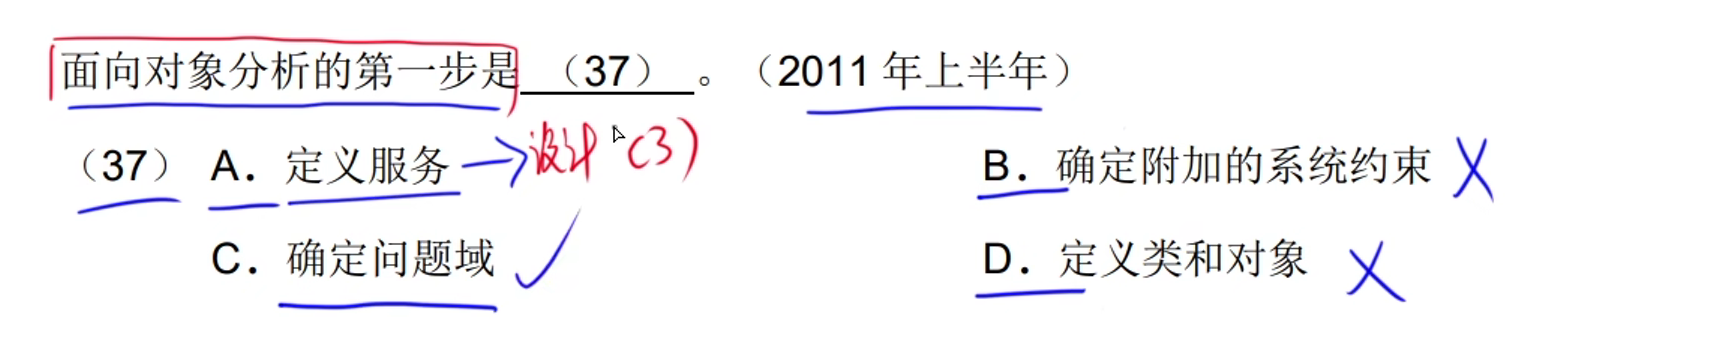 面向对象分析的第一步是 （37） 。（2011 年上半年）
（37） A．定义服务 →设计（3） B．确定附加的系统约束 X
C．确定问题域 ✓ D．定义类和对象 X